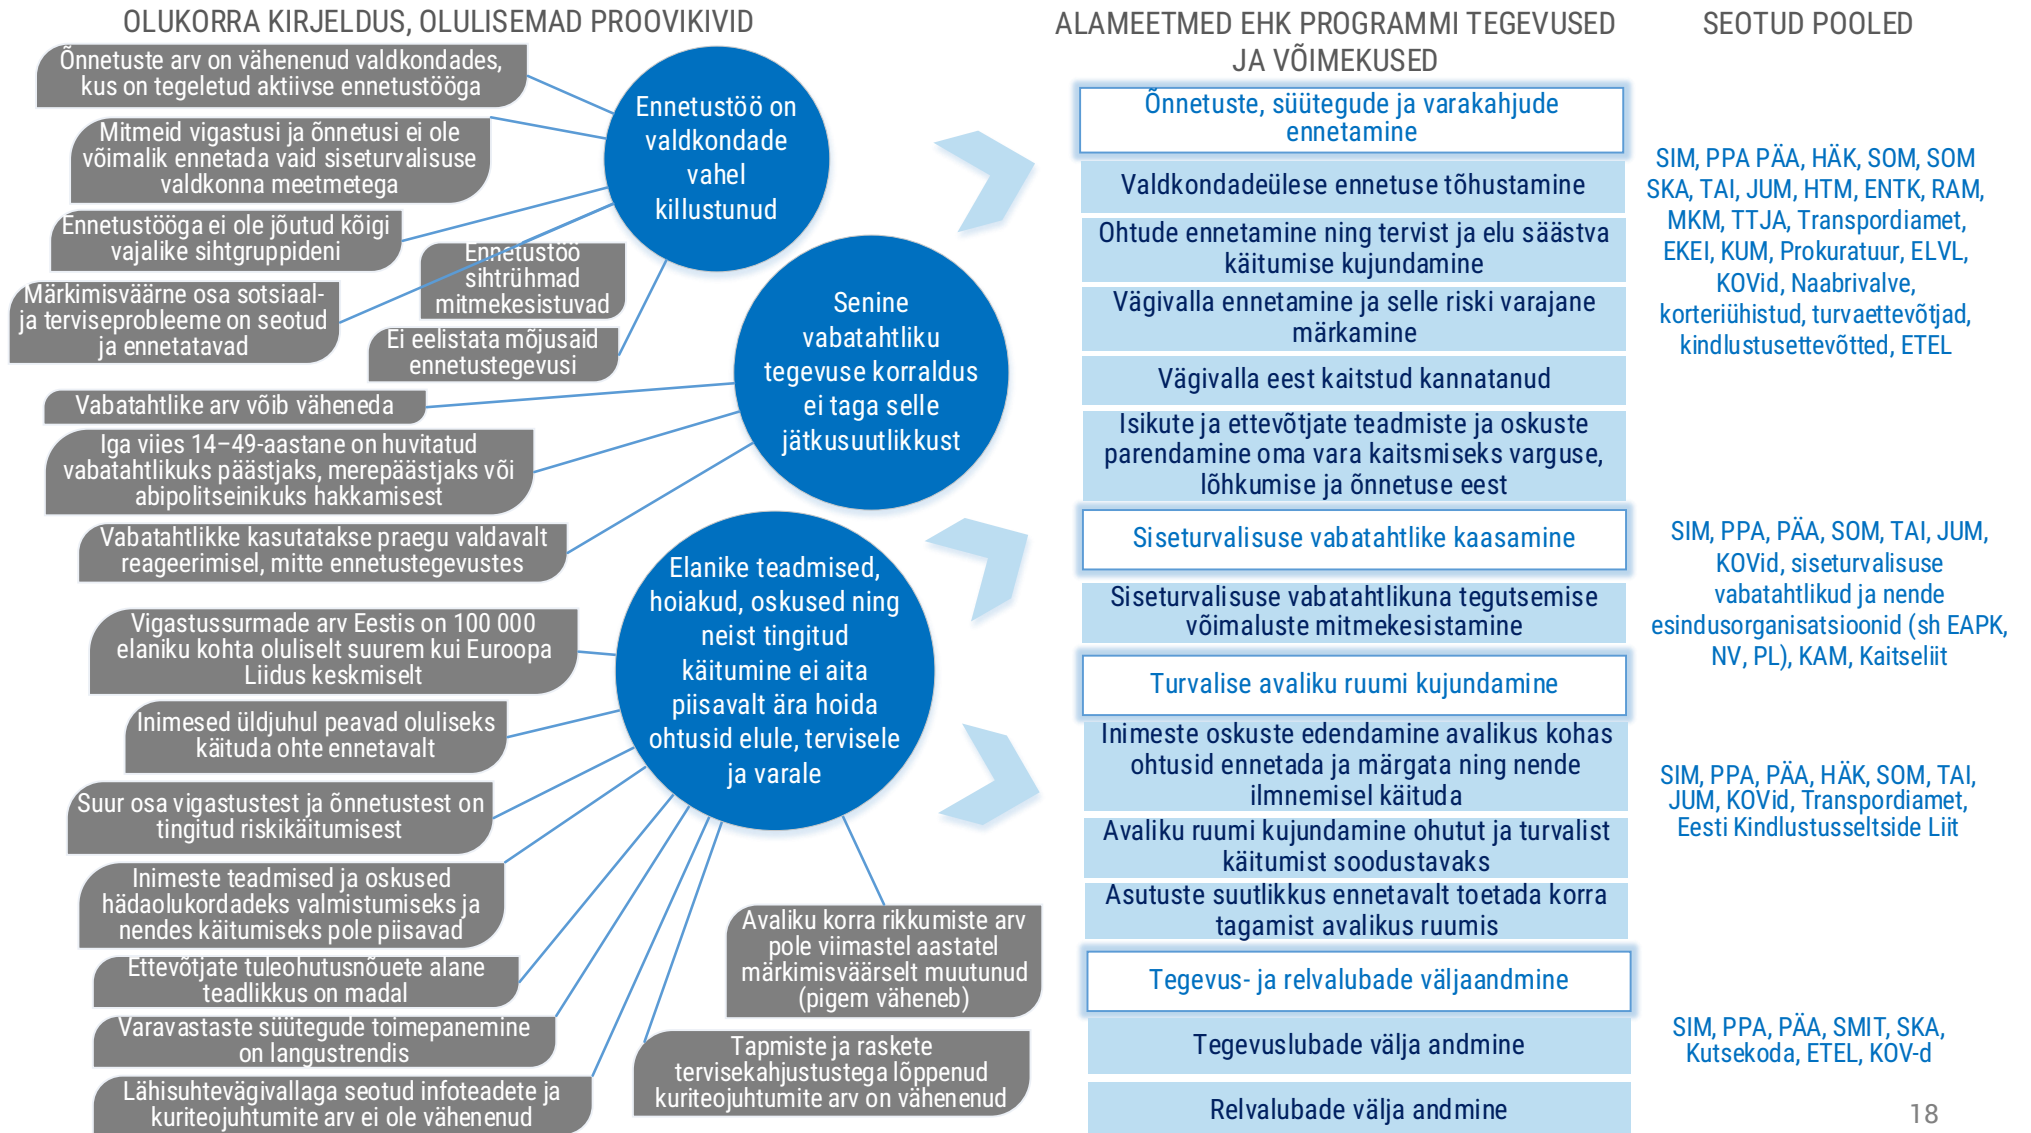 OLUKORRA KIRJELDUS, OLULISEMAD PROOVIKIVID
Õnnetuste arv on vähenenud valdkondades,
kus on tegeletud aktiivse ennetustööga
Mitmeid vigastusi ja õnnetusi ei ole
võimalik ennetada vaid siseturvalisuse
valdkonna meetmetega
Ennetustööga ei ole jõutud kõigi
vajalike sihtgruppideni
Ennetustöö
sihtrühmad
mitmekesistuvad
Märkimisväärne osa sotsiaal-
ja terviseprobleeme on seotud
ja ennetatavad
Ei eelistata mõjusaid
ennetustegevusi
Vabatahtlike arv võib väheneda
Iga viies 14–49-aastane on huvitatud
vabatahtlikuks päästjaks, merepäästjaks või
abipolitseinikuks hakkamisest
Vabatahtlikke kasutatakse praegu valdavalt
reageerimisel, mitte ennetustegevustes
Vigastussurmade arv Eestis on 100 000
elaniku kohta oluliselt suurem kui Euroopa
Liidus keskmiselt
Inimesed üldjuhul peavad oluliseks
käituda ohte ennetavalt
Suur osa vigastustest ja õnnetustest on
tingitud riskikäitumisest
Inimeste teadmised ja oskused
hädaolukordadeks valmistumiseks ja
nendes käitumiseks pole piisavad
Ettevõtjate tuleohutusnõuete alane
teadlikkus on madal
Varavastaste süütegude toimepanemine
on langustrendis
Lähisuhtevägivallaga seotud infoteadete ja
kuriteojuhtumite arv ei ole vähenenud
Avaliku korra rikkumiste arv
pole viimastel aastatel
märkimisväärselt muutunud
(pigem väheneb)
Tapmiste ja raskete
tervisekahjustustega lõppenud
kuriteojuhtumite arv on vähenenud
Ennetustöö on
valdkondade
vahel
killustunud
Senine
vabatahtliku
tegevuse korraldus
ei taga selle
jätkusuutlikkust
Elanike teadmised,
hoiakud, oskused ning
neist tingitud
käitumine ei aita
piisavalt ära hoida
ohtusid elule, tervisele
ja varale
ALAMEETMED EHK PROGRAMMI TEGEVUSED
JA VÕIMEKUSED
Õnnetuste, süütegude ja varakahjude
ennetamine
Valdkondadeülese ennetuse tõhustamine
Ohtude ennetamine ning tervist ja elu säästva
käitumise kujundamine
Vägivalla ennetamine ja selle riski varajane
märkamine
Vägivalla eest kaitstud kannatanud
Isikute ja ettevõtjate teadmiste ja oskuste
parendamine oma vara kaitsmiseks varguse,
lõhkumise ja õnnetuse eest
Siseturvalisuse vabatahtlike kaasamine
Siseturvalisuse vabatahtlikuna tegutsemise
võimaluste mitmekesistamine
Turvalise avaliku ruumi kujundamine
Inimeste oskuste edendamine avalikus kohas
ohtusid ennetada ja märgata ning nende
ilmnemisel käituda
Avaliku ruumi kujundamine ohutut ja turvalist
käitumist soodustavaks
Asutuste suutlikkus ennetavalt toetada korra
tagamist avalikus ruumis
Tegevus- ja relvalubade väljaandmine
Tegevuslubade välja andmine
Relvalubade välja andmine
SEOTUD POOLED
SIM, PPA PÄA, HÄK, SOM, SOM
SKA, TAI, JUM, HTM, ENTK, RAM,
MKM, TTJA, Transpordiamet,
EKEI, KUM, Prokuratuur, ELVL,
KOVid, Naabrivalve,
korteriühistud, turvaettevõtjad,
kindlustusettevõtted, ETEL
SIM, PPA, PÄA, SOM, TAI, JUM,
KOVid, siseturvalisuse
vabatahtlikud ja nende
esindusorganisatsioonid (sh EAPK,
NV, PL), KAM, Kaitseliit
SIM, PPA, PÄA, HÄK, SOM, TAI,
JUM, KOVid, Transpordiamet,
Eesti Kindlustusseltside Liit
SIM, PPA, PÄA, SMIT, SKA,
Kutsekoda, ETEL, KOV-d
18